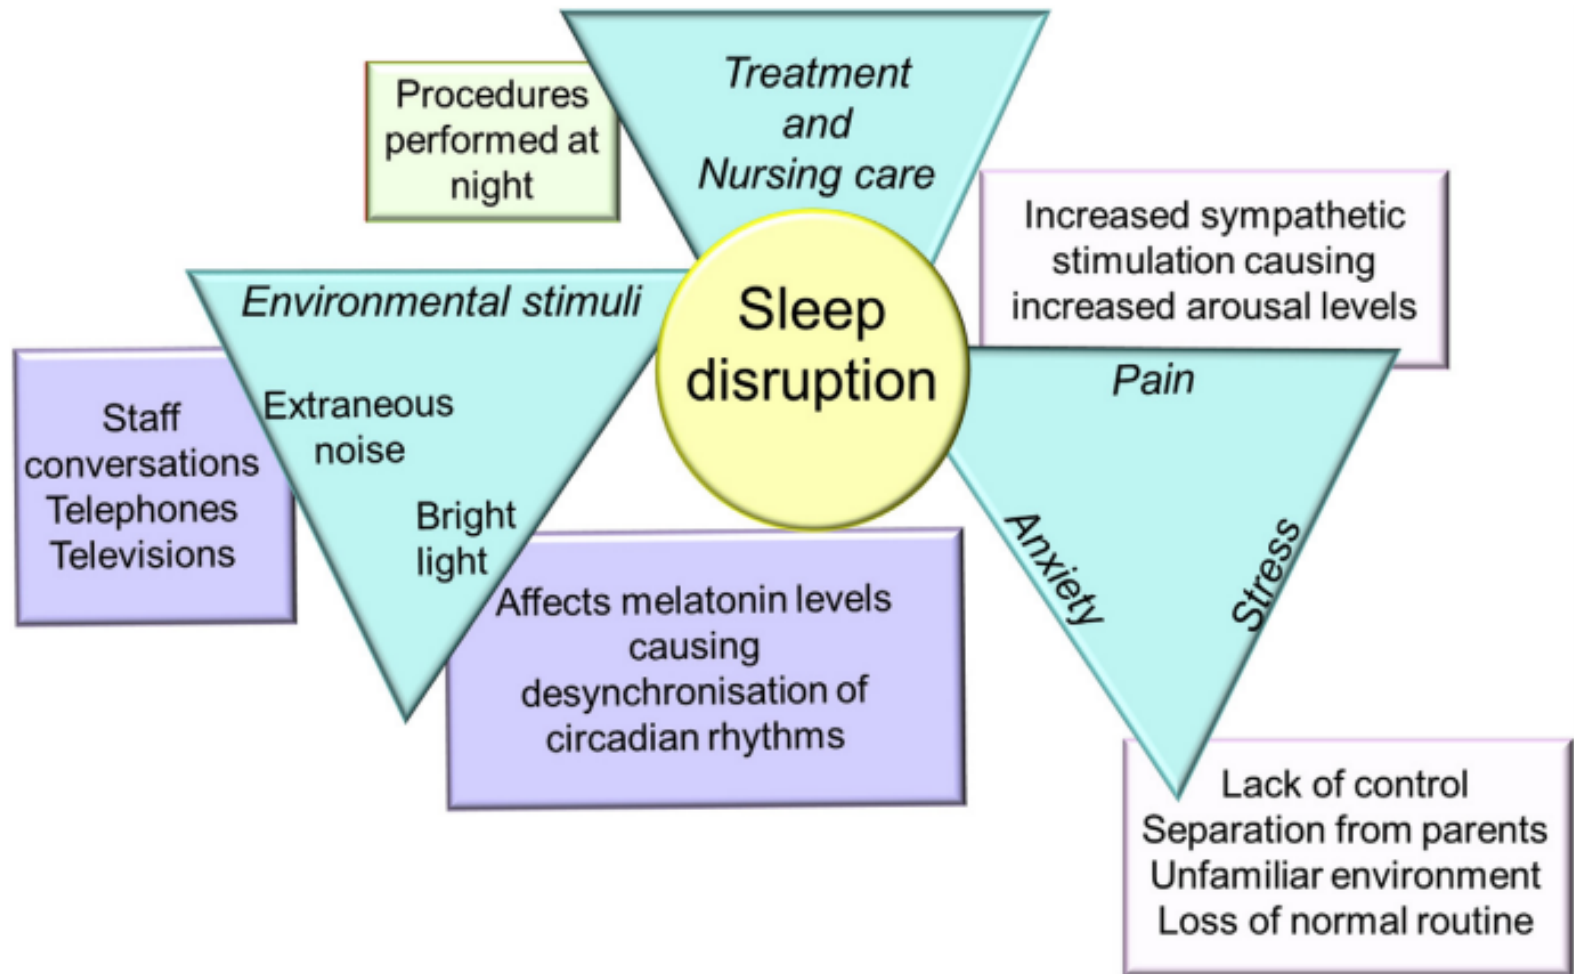 Treatment
and
Nursing care
Procedures
performed at
night
Increased sympathetic
stimulation causing
increased arousal levels
Environmental stimuli
Sleep
disruption
Pain
Extraneous
noise
Staff
conversations
Telephones
Televisions
Bright
light
Anxiety
Stress
Affects melatonin levels
causing
desynchronisation of
circadian rhythms
Lack of control
Separation from parents
Unfamiliar environment
Loss of normal routine